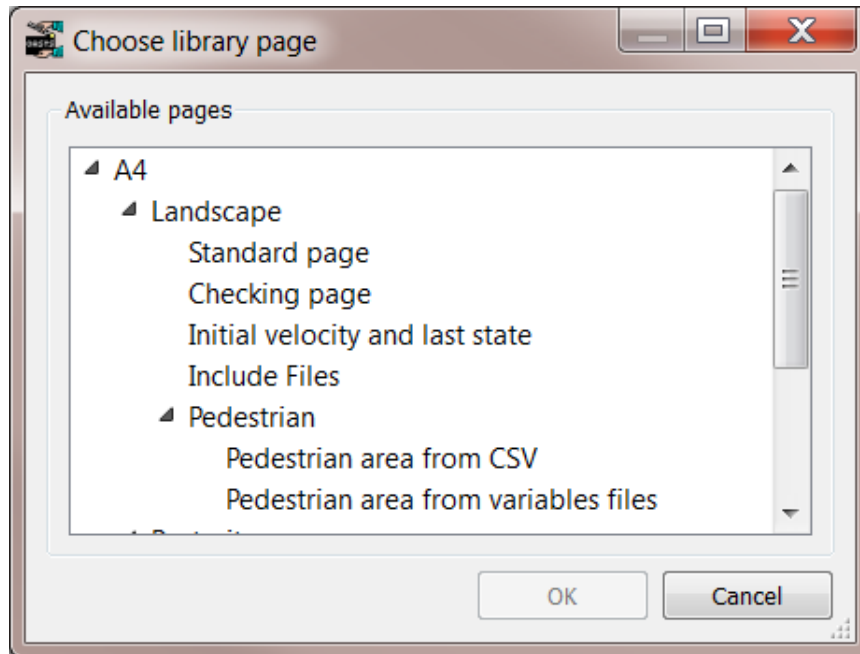 Choose library page
Available pages
A4
Landscape
Standard page
Checking page
Initial velocity and last state
Include Files
Pedestrian
Pedestrian area from CSV
Pedestrian area from variables files
OK
Cancel